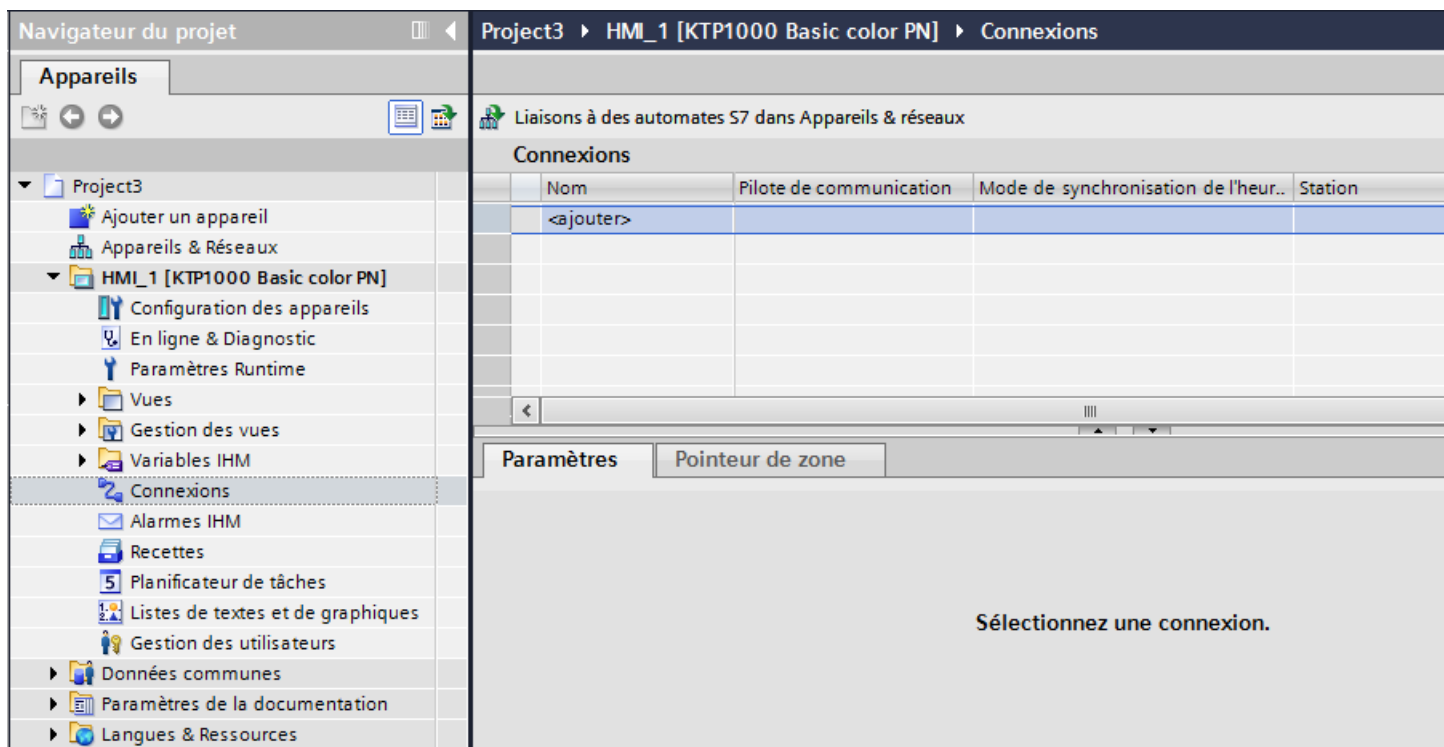 Navigateur du projet
Appareils
Project3
Ajouter un appareil
Appareils & Réseaux
HMI_1 [KTP1000 Basic color PN]
Configuration des appareils
En ligne & Diagnostic
Paramètres Runtime
Vues
Gestion des vues
Variables IHM
Connexions
Alarmes IHM
Recettes
Planificateur de tâches
Listes de textes et de graphiques
Gestion des utilisateurs
Données communes
Paramètres de la documentation
Langues & Ressources
Project3 HMI_1 [KTP1000 Basic color PN] Connexions
Liaisons à des automates S7 dans Appareils & réseaux
Connexions
Nom Pilote de communication Mode de synchronisation de l'heur.. Station
<ajouter>
Paramètres Pointeur de zone
Sélectionnez une connexion.